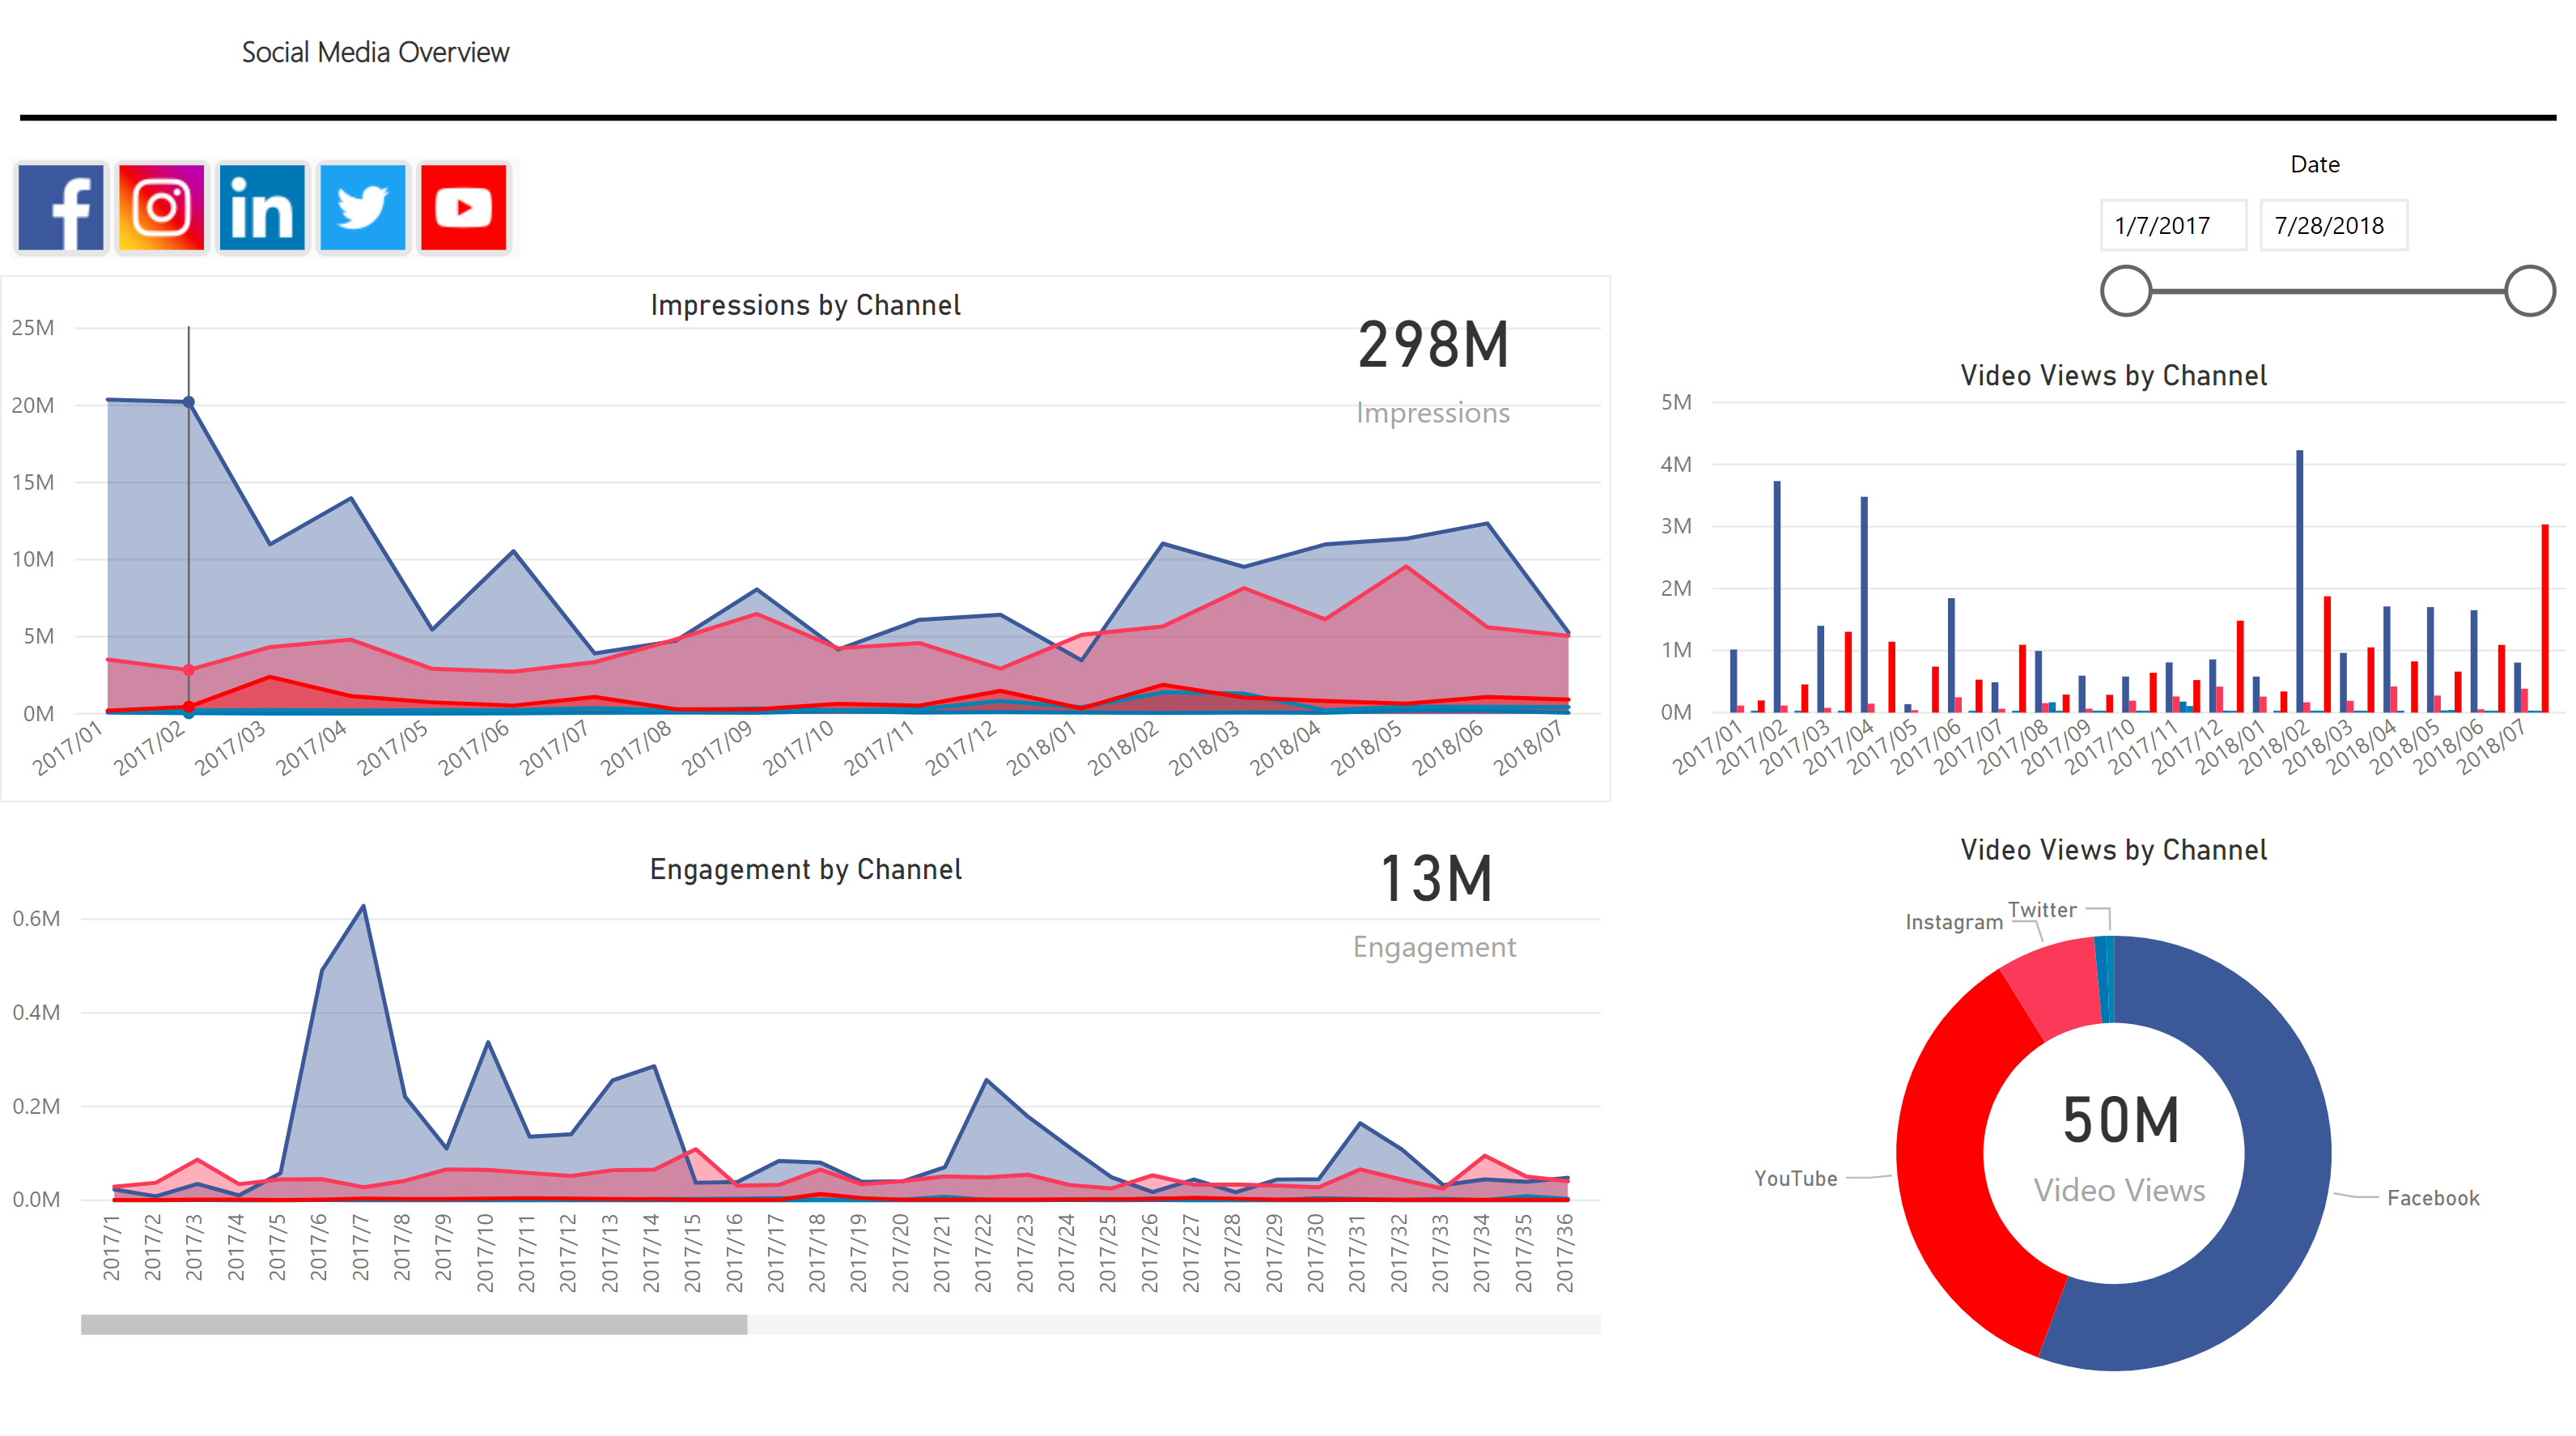 Social Media Overview
f
in
Date
1/7/2017 7/28/2018
Impressions by Channel
298M
Impressions
25M
20M
15M
10M
5M
0M
2017/01 2017/02 2017/03 2017/04 2017/05 2017/06 2017/07 2017/08 2017/09 2017/10 2017/11 2017/12 2018/01 2018/02 2018/03 2018/04 2018/05 2018/06 2018/07
Video Views by Channel
5M
4M
3M
2M
1M
0M
2017/01 2017/02 2017/03 2017/04 2017/05 2017/06 2017/07 2017/08 2017/09 2017/10 2017/11 2017/12 2018/01 2018/02 2018/03 2018/04 2018/05 2018/06 2018/07
Engagement by Channel
13M
Engagement
0.6M
0.4M
0.2M
0.0M
2017/1 2017/2 2017/3 2017/4 2017/5 2017/6 2017/7 2017/8 2017/9 2017/10 2017/11 2017/12 2017/13 2017/14 2017/15 2017/16 2017/17 2017/18 2017/19 2017/20 2017/21 2017/22 2017/23 2017/24 2017/25 2017/26 2017/27 2017/28 2017/29 2017/30 2017/31 2017/32 2017/33 2017/34 2017/35 2017/36
Video Views by Channel
Twitter
Instagram
YouTube
Facebook
50M
Video Views